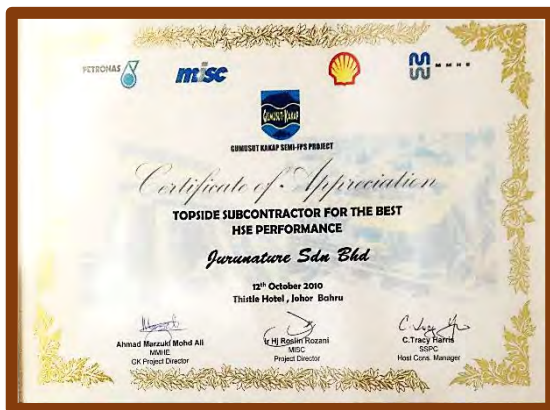 PETRONAS
misc
MMHE
GUMUSUT-KAKAP
GUMUSUT KAKAP SEMI-FPS PROJECT
Certificate of Appreciation
TOPSIDE SUBCONTRACTOR FOR THE BEST
HSE PERFORMANCE
Jurunature Sdn Bhd
12th October 2010
Thistle Hotel , Johor Bahru
Ahmad Marzuki Mohd Ali
MMHE
GK Project Director
Ir Hj Roslin Rozani
MISC
Project Director
C.Tracy Harris
SSPC
Host Cons. Manager